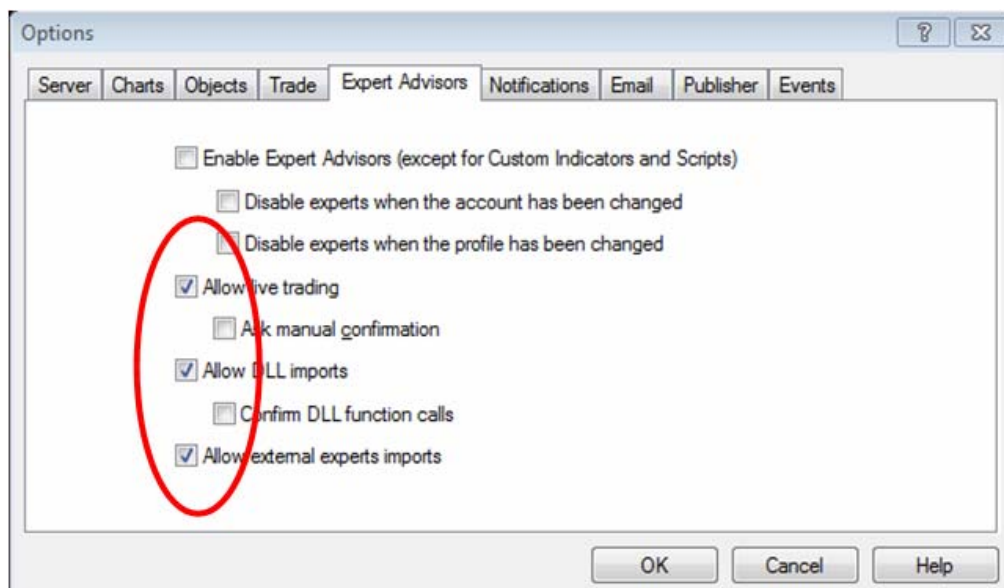 Options
Server Charts Objects Trade Expert Advisors Notifications Email Publisher Events
Enable Expert Advisors (except for Custom Indicators and Scripts)
Disable experts when the account has been changed
Disable experts when the profile has been changed
Allow live trading
Ask manual confirmation
Allow DLL imports
Confirm DLL function calls
Allow external experts imports
OK Cancel Help